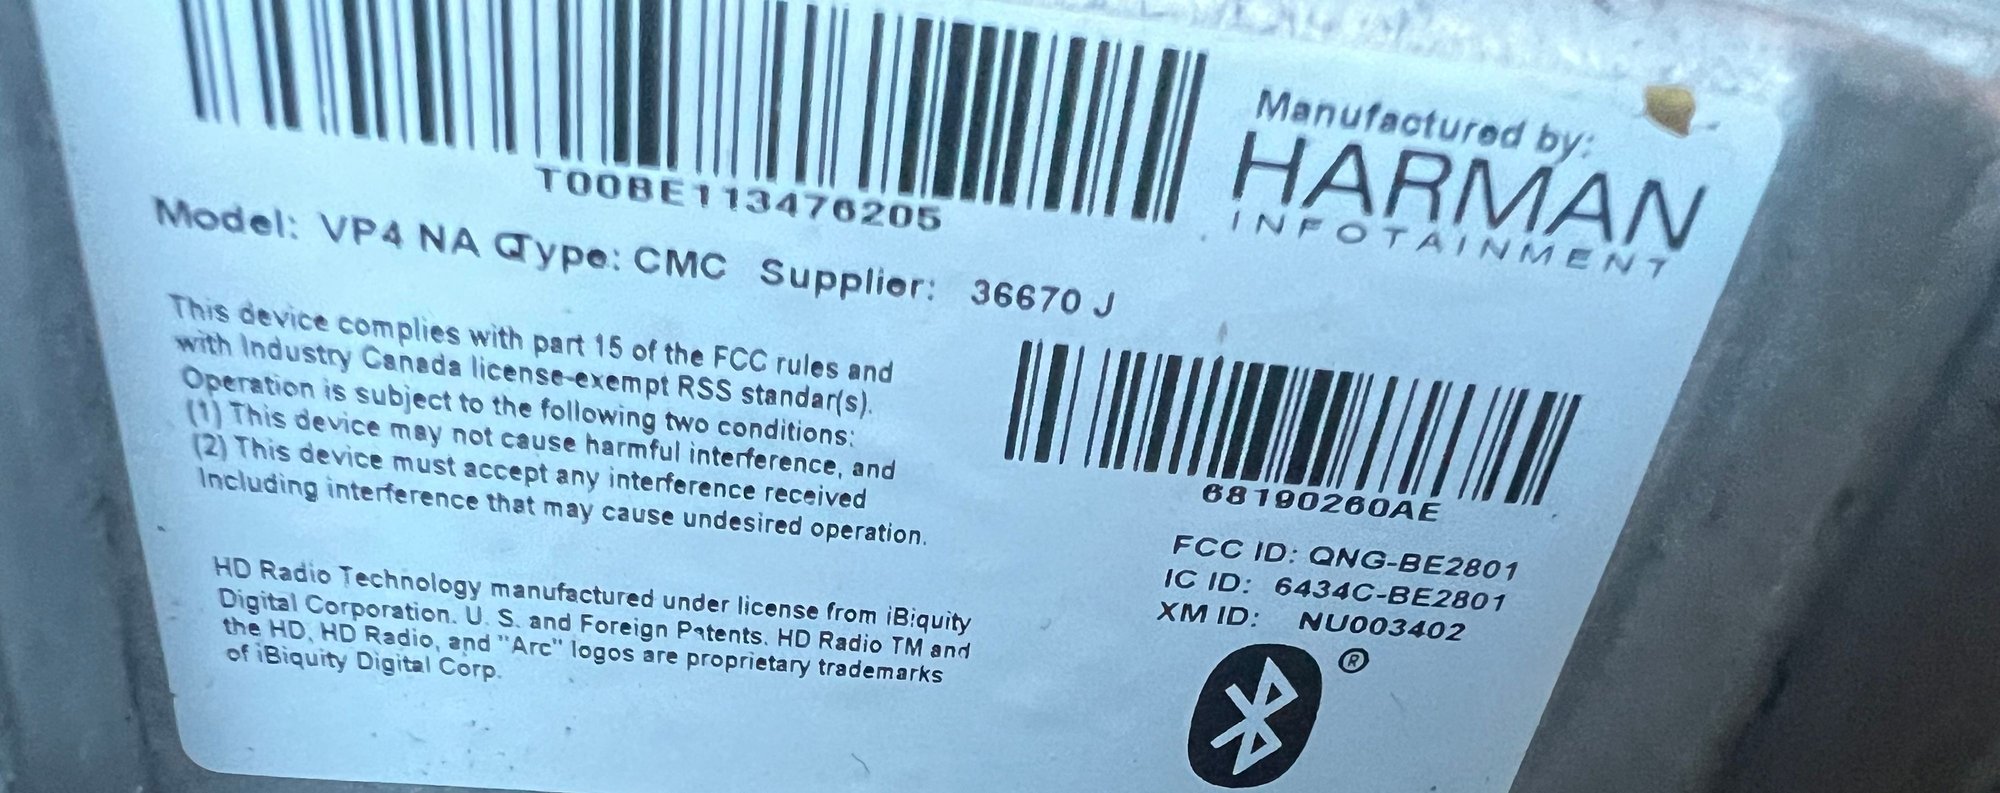 T00BE113476205
Manufactured by:
HARMAN
INFOTAINMENT
Model: VP4 NA QType: CMC Supplier: 36670 J
This device complies with part 15 of the FCC rules and
with Industry Canada license-exempt RSS standar(s).
Operation is subject to the following two conditions:
(1) This device may not cause harmful interference, and
(2) This device must accept any interference received
Including interference that may cause undesired operation.
68190260AE
FCC ID: QNG-BE2801
IC ID: 6434C-BE2801
XM ID: NU003402
HD Radio Technology manufactured under license from iBiquity
Digital Corporation. U. S. and Foreign Patents. HD Radio TM and
the HD, HD Radio, and "Arc" logos are proprietary trademarks
of iBiquity Digital Corp.
®